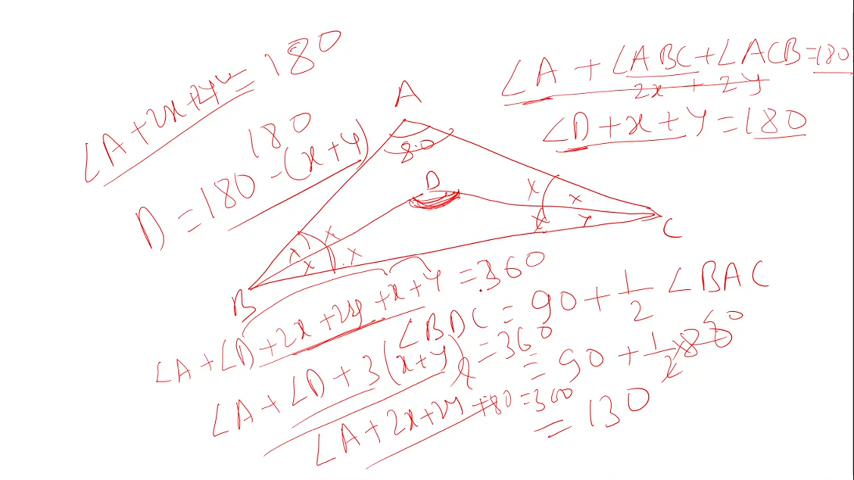 ∠A + 2x + 2y = 180
180
D = 180 - (x + y)
∠A + ∠ABC + ∠ACB = 180
2x + 2y
∠D + x + y = 180
A
80
D
x
x
y
x
C
x x
x x
B
∠A + ∠D + 2x + 2y + x + y = 360
∠A + ∠D + 3(x + y) = 360
∠A + 2x + 2y + 180 = 360
∠BDC = 90 + 1/2 ∠BAC
= 90 + 1/2 × 80
40
= 130